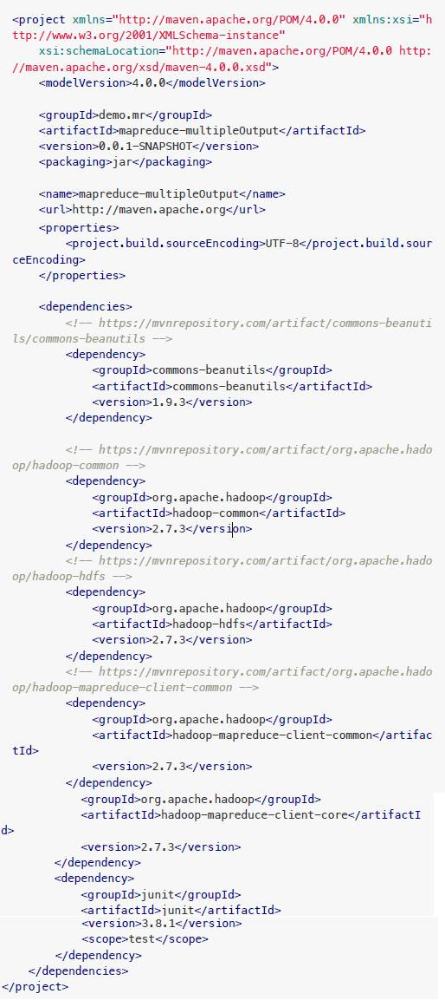 <project xmlns="http://maven.apache.org/POM/4.0.0" xmlns:xsi="h
ttp://www.w3.org/2001/XMLSchema-instance"
    xsi:schemaLocation="http://maven.apache.org/POM/4.0.0 http:
//maven.apache.org/xsd/maven-4.0.0.xsd">
    <modelVersion>4.0.0</modelVersion>

    <groupId>demo.mr</groupId>
    <artifactId>mapreduce-multipleOutput</artifactId>
    <version>0.0.1-SNAPSHOT</version>
    <packaging>jar</packaging>

    <name>mapreduce-multipleOutput</name>
    <url>http://maven.apache.org</url>
    <properties>
        <project.build.sourceEncoding>UTF-8</project.build.sour
ceEncoding>
    </properties>

    <dependencies>
        <!-- https://mvnrepository.com/artifact/commons-beanuti
ls/commons-beanutils -->
        <dependency>
            <groupId>commons-beanutils</groupId>
            <artifactId>commons-beanutils</artifactId>
            <version>1.9.3</version>
        </dependency>

        <!-- https://mvnrepository.com/artifact/org.apache.hado
op/hadoop-common -->
        <dependency>
            <groupId>org.apache.hadoop</groupId>
            <artifactId>hadoop-common</artifactId>
            <version>2.7.3</version>
        </dependency>
        <!-- https://mvnrepository.com/artifact/org.apache.hado
op/hadoop-hdfs -->
        <dependency>
            <groupId>org.apache.hadoop</groupId>
            <artifactId>hadoop-hdfs</artifactId>
            <version>2.7.3</version>
        </dependency>
        <!-- https://mvnrepository.com/artifact/org.apache.hado
op/hadoop-mapreduce-client-common -->
        <dependency>
            <groupId>org.apache.hadoop</groupId>
            <artifactId>hadoop-mapreduce-client-common</artifac
tId>
            <version>2.7.3</version>
        </dependency>
            <groupId>org.apache.hadoop</groupId>
            <artifactId>hadoop-mapreduce-client-core</artifactI
d>
            <version>2.7.3</version>
        </dependency>
        <dependency>
            <groupId>junit</groupId>
            <artifactId>junit</artifactId>
            <version>3.8.1</version>
            <scope>test</scope>
        </dependency>
    </dependencies>
</project>